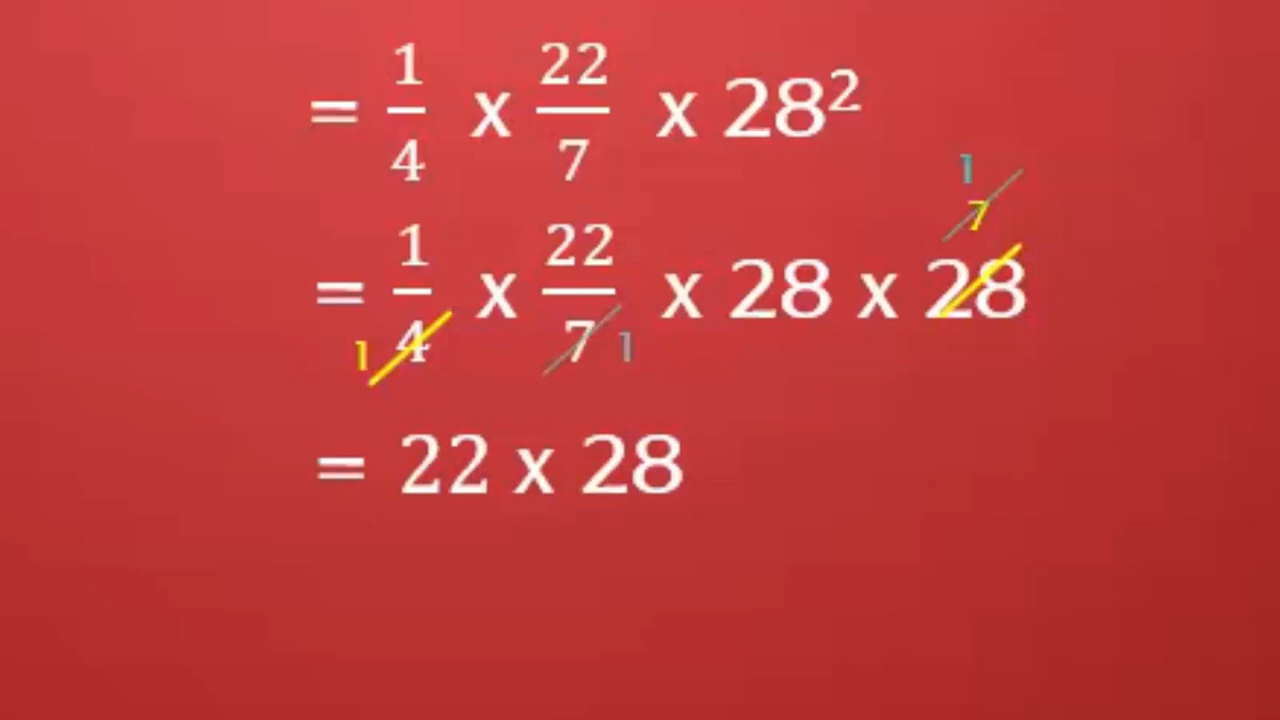 = 1/4 x 22/7 x 28²
1
7
= 1/4 x 22/7 x 28 x 28
1 1
= 22 x 28